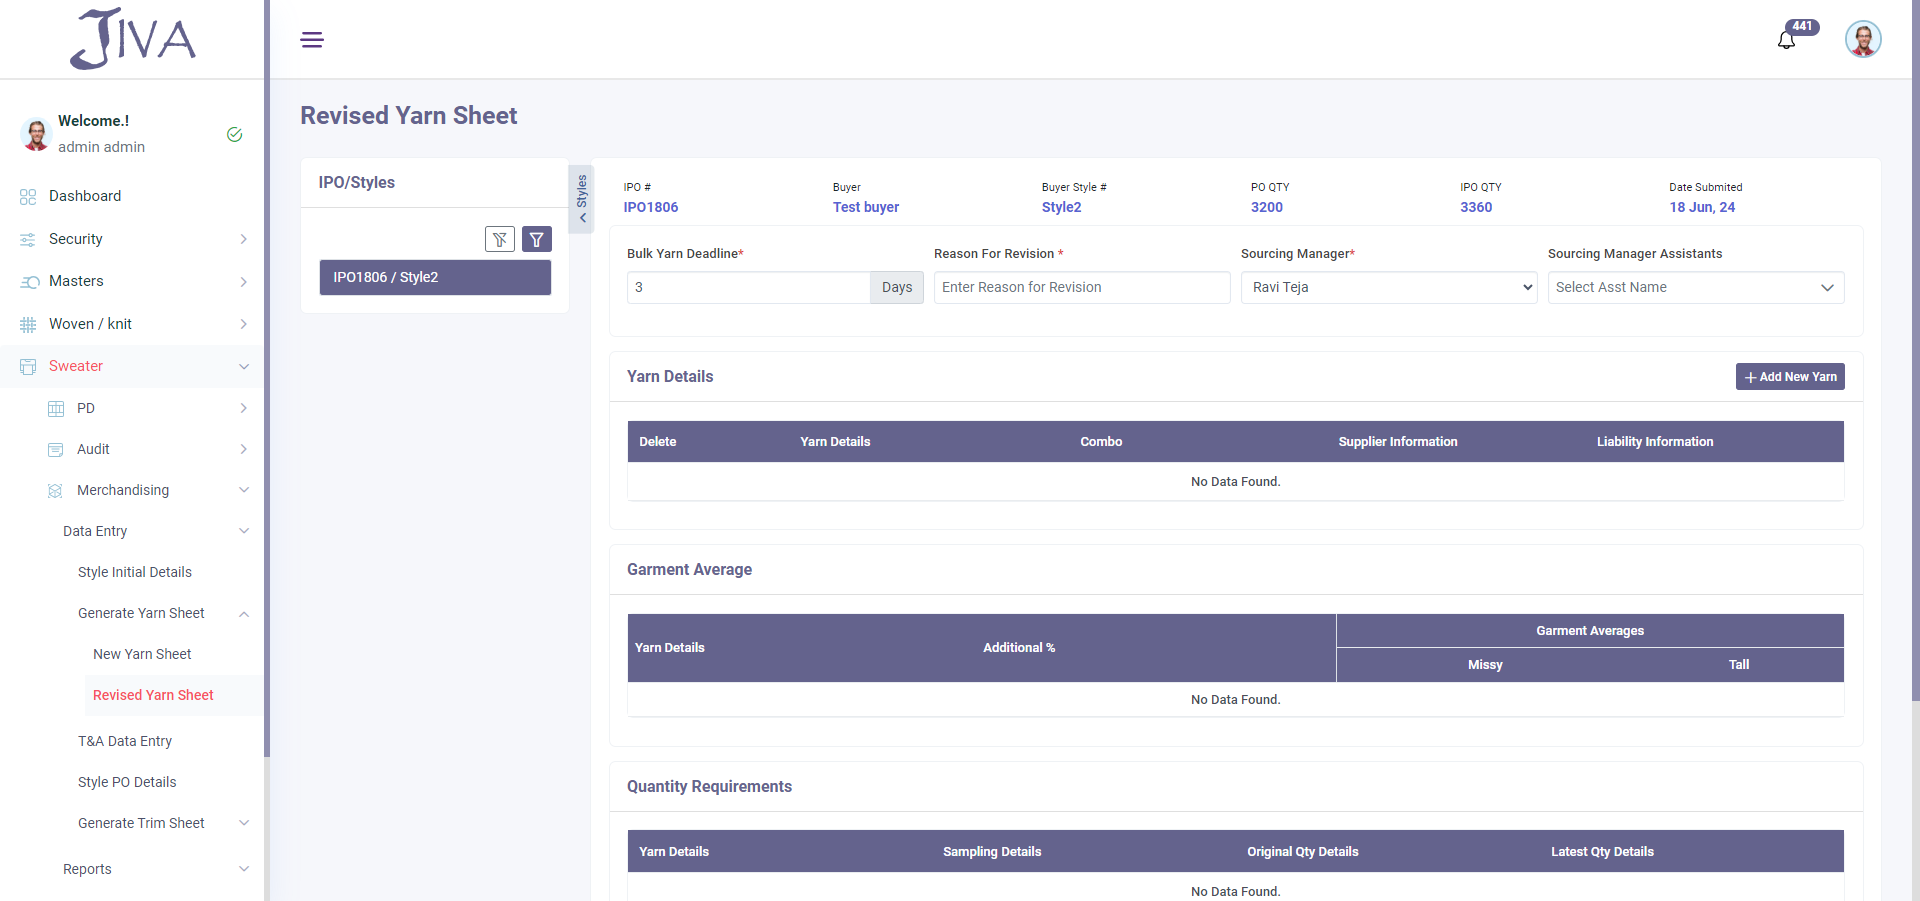 JIVA
441
Welcome.!
admin admin
Dashboard
Security
Masters
Woven / knit
Sweater
PD
Audit
Merchandising
Data Entry
Style Initial Details
Generate Yarn Sheet
New Yarn Sheet
Revised Yarn Sheet
T&A Data Entry
Style PO Details
Generate Trim Sheet
Reports
Revised Yarn Sheet
IPO/Styles
IPO1806 / Style2
Styles
IPO # Buyer Buyer Style # PO QTY IPO QTY Date Submited
IPO1806 Test buyer Style2 3200 3360 18 Jun, 24
Bulk Yarn Deadline* Reason For Revision * Sourcing Manager* Sourcing Manager Assistants
3 Days Enter Reason for Revision Ravi Teja Select Asst Name
Yarn Details Add New Yarn
Delete Yarn Details Combo Supplier Information Liability Information
No Data Found.
Garment Average
Garment Averages
Yarn Details Additional %
Missy Tall
No Data Found.
Quantity Requirements
Yarn Details Sampling Details Original Qty Details Latest Qty Details
No Data Found.